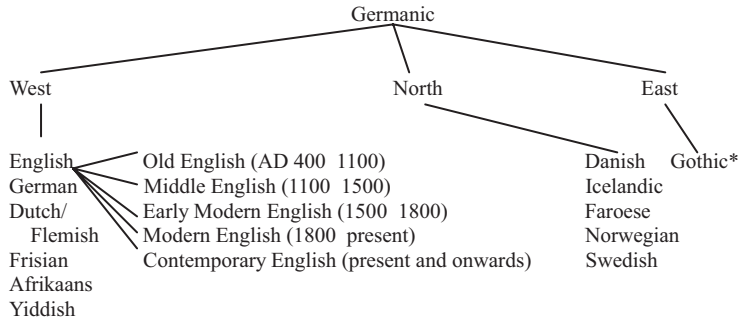 Germanic
West North East
English Old English (AD 400 1100) Danish Gothic*
German Middle English (1100 1500) Icelandic
Dutch/ Early Modern English (1500 1800) Faroese
Flemish Modern English (1800 present) Norwegian
Frisian Contemporary English (present and onwards) Swedish
Afrikaans
Yiddish